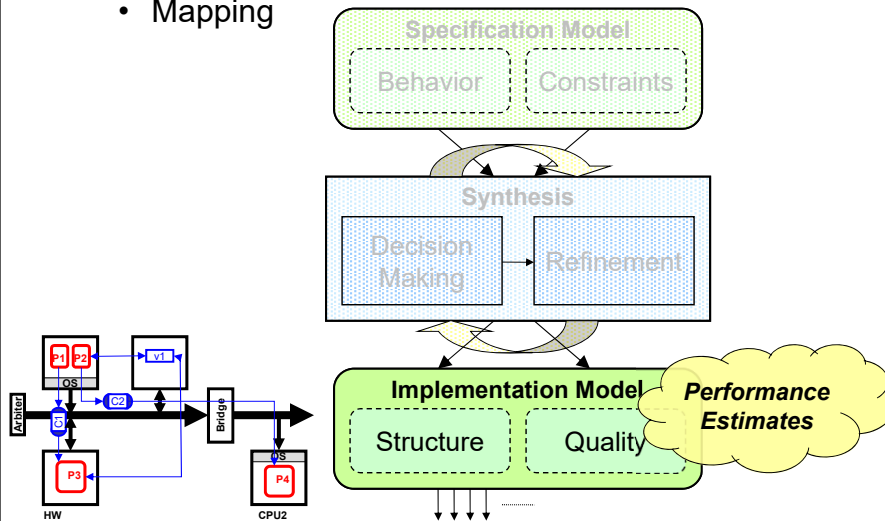 • Mapping
Specification Model
Behavior
Constraints
Synthesis
Decision
Making
Refinement
Implementation Model
Structure
Quality
Performance
Estimates
P1
P2
v1
OS
C2
Arbiter
C1
Bridge
P3
OS
P4
HW
CPU2